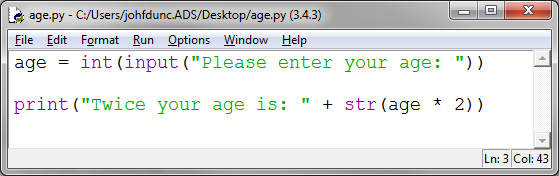 age.py - C:/Users/johfdunc.ADS/Desktop/age.py (3.4.3)
File Edit Format Run Options Window Help
age = int(input("Please enter your age: "))
print("Twice your age is: " + str(age * 2))
Ln: 3 Col: 43